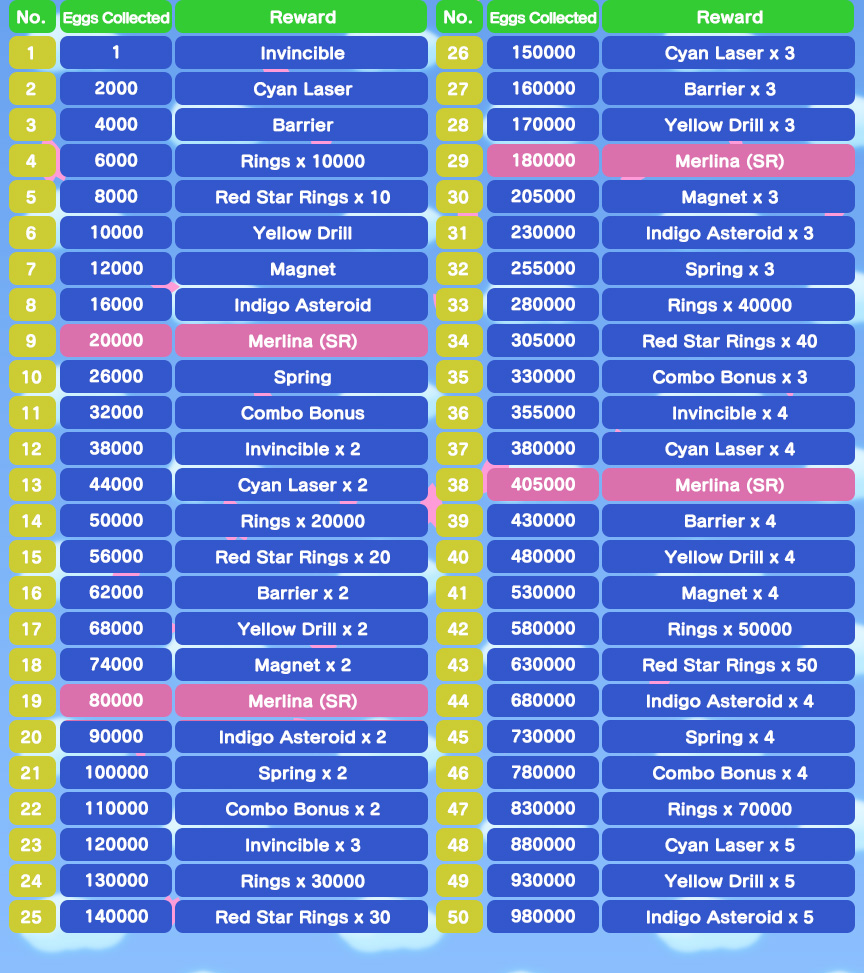 No. Eggs Collected Reward No. Eggs Collected Reward
1 1 Invincible 26 150000 Cyan Laser x 3
2 2000 Cyan Laser 27 160000 Barrier x 3
3 4000 Barrier 28 170000 Yellow Drill x 3
4 6000 Rings x 10000 29 180000 Merlina (SR)
5 8000 Red Star Rings x 10 30 205000 Magnet x 3
6 10000 Yellow Drill 31 230000 Indigo Asteroid x 3
7 12000 Magnet 32 255000 Spring x 3
8 16000 Indigo Asteroid 33 280000 Rings x 40000
9 20000 Merlina (SR) 34 305000 Red Star Rings x 40
10 26000 Spring 35 330000 Combo Bonus x 3
11 32000 Combo Bonus 36 355000 Invincible x 4
12 38000 Invincible x 2 37 380000 Cyan Laser x 4
13 44000 Cyan Laser x 2 38 405000 Merlina (SR)
14 50000 Rings x 20000 39 430000 Barrier x 4
15 56000 Red Star Rings x 20 40 480000 Yellow Drill x 4
16 62000 Barrier x 2 41 530000 Magnet x 4
17 68000 Yellow Drill x 2 42 580000 Rings x 50000
18 74000 Magnet x 2 43 630000 Red Star Rings x 50
19 80000 Merlina (SR) 44 680000 Indigo Asteroid x 4
20 90000 Indigo Asteroid x 2 45 730000 Spring x 4
21 100000 Spring x 2 46 780000 Combo Bonus x 4
22 110000 Combo Bonus x 2 47 830000 Rings x 70000
23 120000 Invincible x 3 48 880000 Cyan Laser x 5
24 130000 Rings x 30000 49 930000 Yellow Drill x 5
25 140000 Red Star Rings x 30 50 980000 Indigo Asteroid x 5